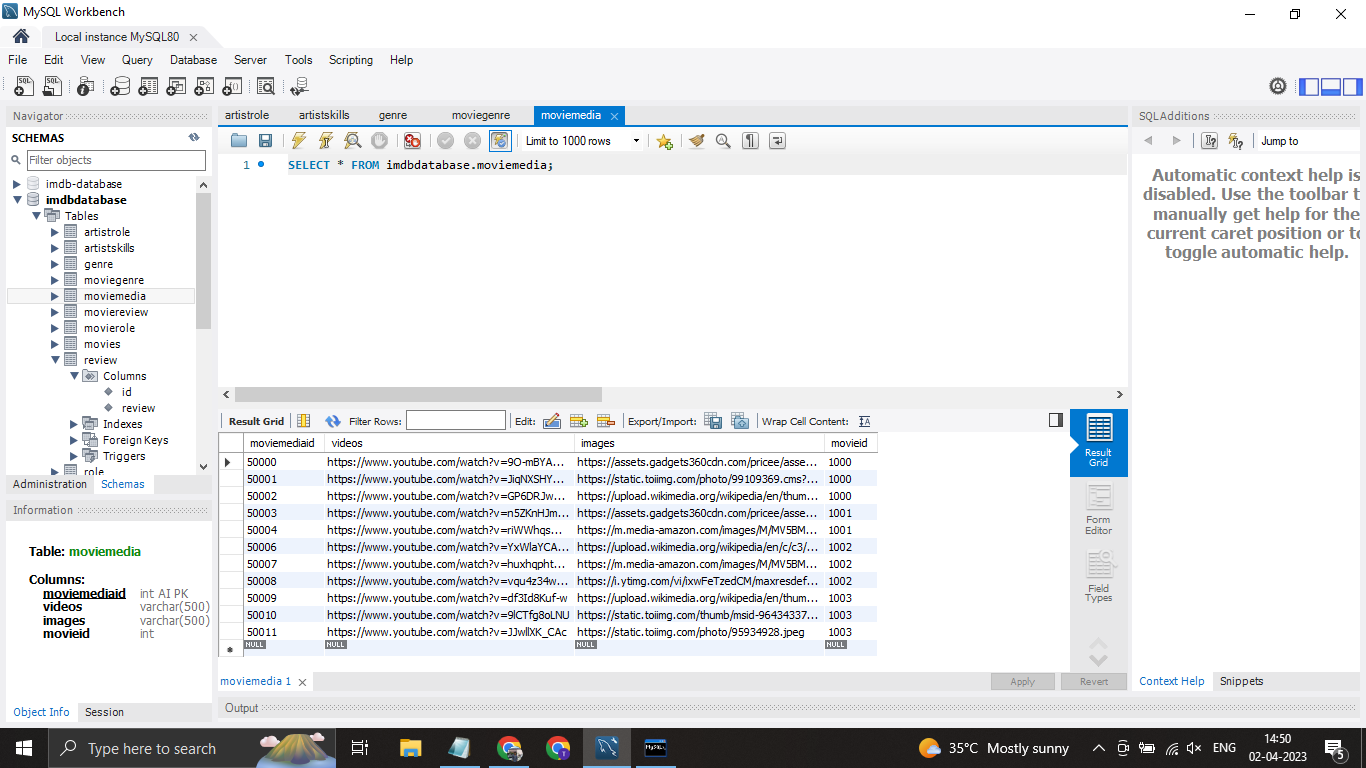 MySQL Workbench
Local instance MySQL80
File Edit View Query Database Server Tools Scripting Help
Navigator
SCHEMAS
Filter objects
imdb-database
imdbdatabase
Tables
artistrole
artistskills
genre
moviegenre
moviemedia
moviereview
movierole
movies
review
Columns
id
review
Indexes
Foreign Keys
Triggers
role
Administration Schemas
Information
Table: moviemedia
Columns:
moviemediaid int AI PK
videos varchar(500)
images varchar(500)
movieid int
Object Info Session
artistrole artistskills genre moviegenre moviemedia
Limit to 1000 rows
1 SELECT * FROM imdbdatabase.moviemedia;
Result Grid Filter Rows: Edit: Export/Import: Wrap Cell Content:
moviemediaid videos images movieid
50000 https://www.youtube.com/watch?v=9O-mBYA... https://assets.gadgets360cdn.com/pricee/asse... 1000
50001 https://www.youtube.com/watch?v=JiqNXSHY... https://static.toiimg.com/photo/99109369.cms?... 1000
50002 https://www.youtube.com/watch?v=GP6DRJw... https://upload.wikimedia.org/wikipedia/en/thum... 1000
50003 https://www.youtube.com/watch?v=n5ZKnHJm... https://assets.gadgets360cdn.com/pricee/asse... 1001
50004 https://www.youtube.com/watch?v=riWWhqs... https://m.media-amazon.com/images/M/MV5BM... 1001
50006 https://www.youtube.com/watch?v=YxWlaYCA... https://upload.wikimedia.org/wikipedia/en/c/c3/... 1002
50007 https://www.youtube.com/watch?v=huxhqpht... https://m.media-amazon.com/images/M/MV5BM... 1002
50008 https://www.youtube.com/watch?v=vqu4z34w... https://i.ytimg.com/vi/ixwFeTzedCM/maxresdef... 1002
50009 https://www.youtube.com/watch?v=df3Id8Kuf-w https://upload.wikimedia.org/wikipedia/en/thum... 1003
50010 https://www.youtube.com/watch?v=9lCTfg8oLNU https://static.toiimg.com/thumb/msid-96434337... 1003
50011 https://www.youtube.com/watch?v=JJwllXK_CAc https://static.toiimg.com/photo/95934928.jpeg 1003
NULL NULL NULL NULL
Result
Grid
Form
Editor
Field
Types
moviemedia 1 Apply Revert
Output
SQLAdditions
Jump to
Automatic context help is
disabled. Use the toolbar t
manually get help for the
current caret position or to
toggle automatic help.
Context Help Snippets
Type here to search
35°C Mostly sunny
ENG
14:50
02-04-2023
5